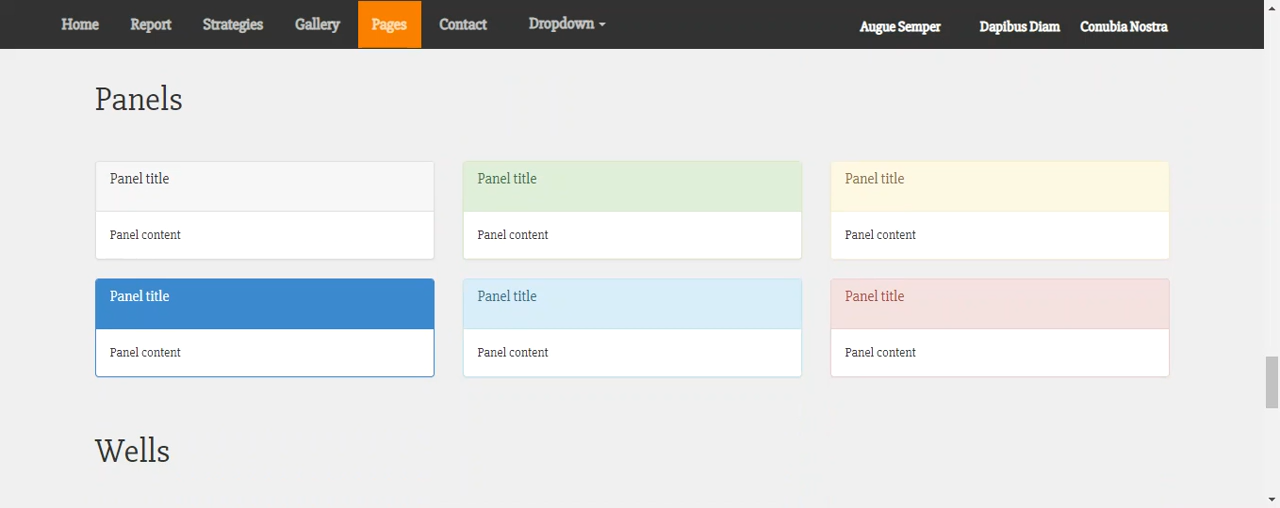 Home Report Strategies Gallery Pages Contact Dropdown Augue Semper Dapibus Diam Conubia Nostra
Panels
Panel title Panel title Panel title
Panel content Panel content Panel content
Panel title Panel title Panel title
Panel content Panel content Panel content
Wells